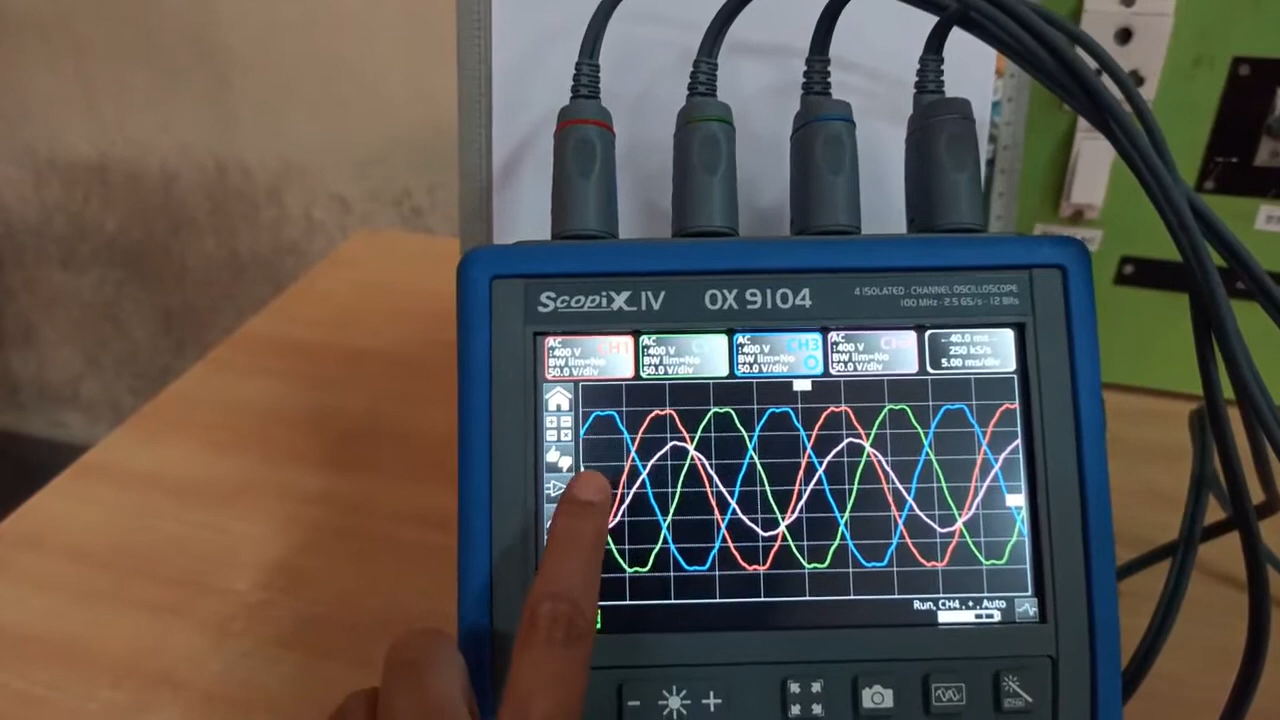 ScopiX IV OX 9104
4 ISOLATED - CHANNEL OSCILLOSCOPE
100 MHz - 2.5 GS/s - 12 Bits
AC CH1
:400 V
BW lim=No
50.0 V/div
AC
:400 V
BW lim=No
50.0 V/div
AC CH3
:400 V
BW lim=No
50.0 V/div
AC
:400 V
BW lim=No
50.0 V/div
40.0 ms
250 kS/s
5.00 ms/div
Run, CH4 , + , Auto